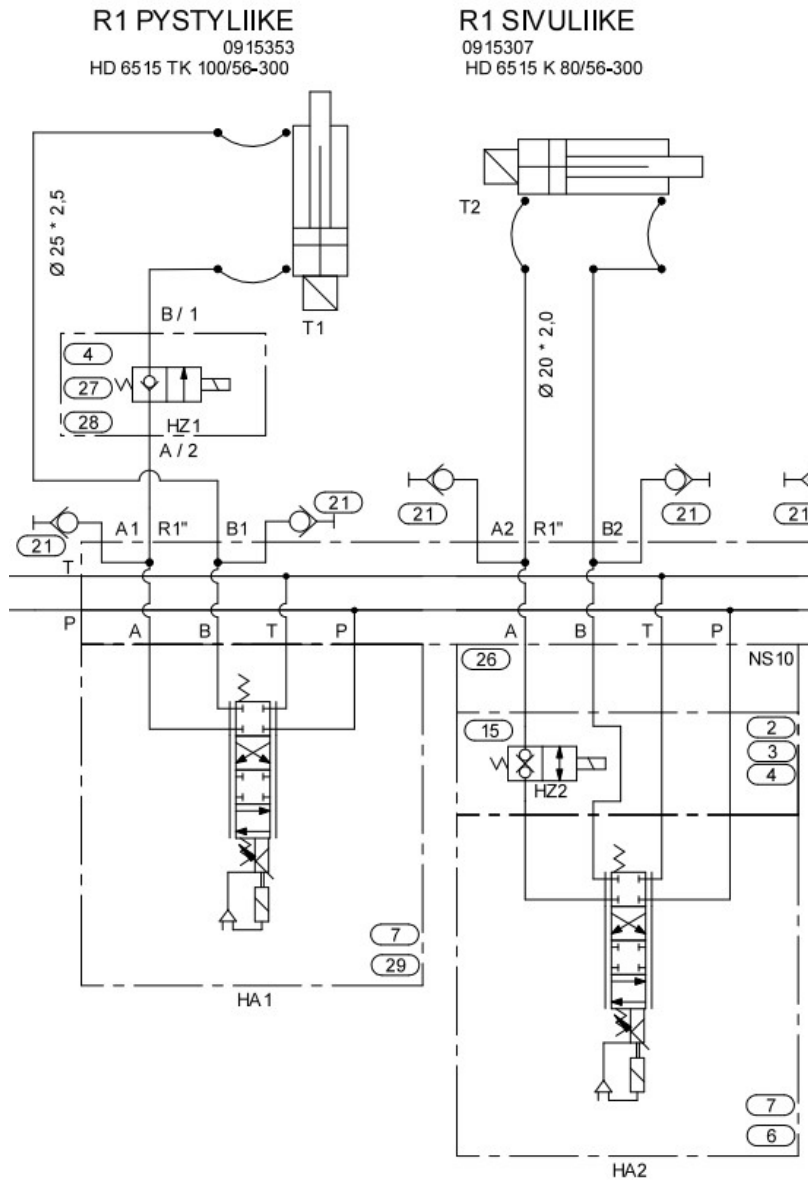 R1 PYSTYLIIKE
0915353
HD 6515 TK 100/56-300
R1 SIVULIIKE
0915307
HD 6515 K 80/56-300
Ø 25 * 2,5
T1
T2
B / 1
4
27
28
HZ1
A / 2
Ø 20 * 2,0
21
21
21
21
21
A1
R1"
B1
A2
R1"
B2
T
P
A
B
T
P
A
B
T
P
26
NS10
15
HZ2
2
3
4
7
29
HA1
7
6
HA2